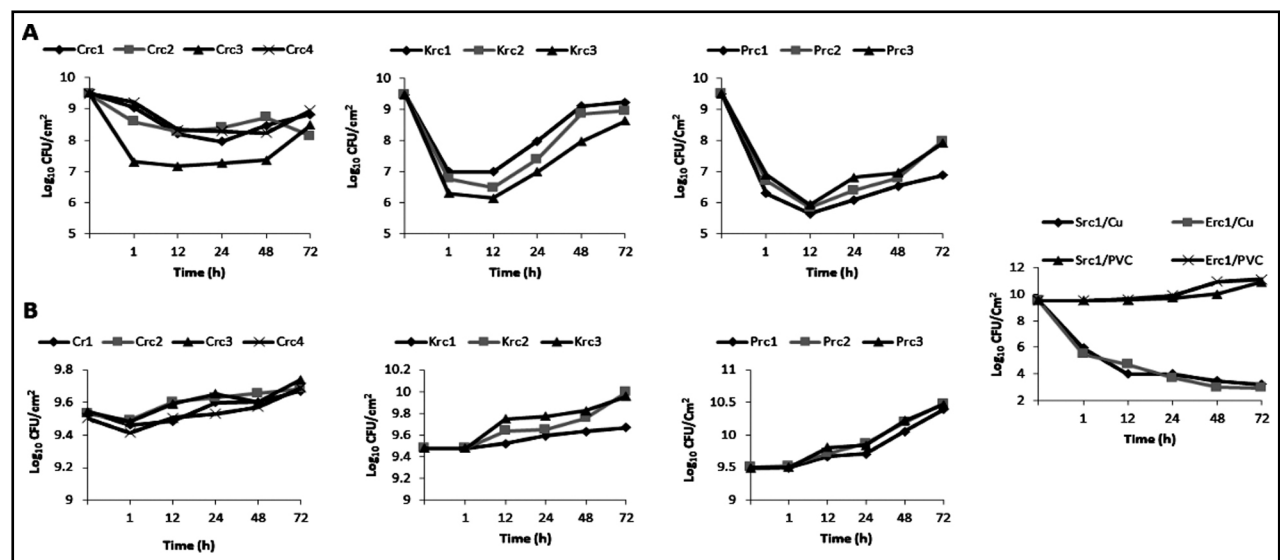 A
Crc1 Crc2 Crc3 Crc4
Log10 CFU/cm2
10
9
8
7
6
5
1 12 24 48 72
Time (h)
Krc1 Krc2 Krc3
Log10 CFU/cm2
10
9
8
7
6
5
1 12 24 48 72
Time (h)
Prc1 Prc2 Prc3
Log10 CFU/Cm2
10
9
8
7
6
5
1 12 24 48 72
Time (h)
B
Cr1 Crc2 Crc3 Crc4
Log10 CFU/cm2
9.8
9.6
9.4
9.2
9
1 12 24 48 72
Time (h)
Krc1 Krc2 Krc3
Log10 CFU/cm2
10.2
10
9.8
9.6
9.4
9.2
9
1 12 24 48 72
Time (h)
Prc1 Prc2 Prc3
Log10 CFU/Cm2
10.5
10
9.5
9
1 12 24 48 72
Time (h)
Src1/Cu Erc1/Cu
Src1/PVC Erc1/PVC
Log10 CFU/Cm2
12
10
8
6
4
2
1 12 24 48 72
Time (h)